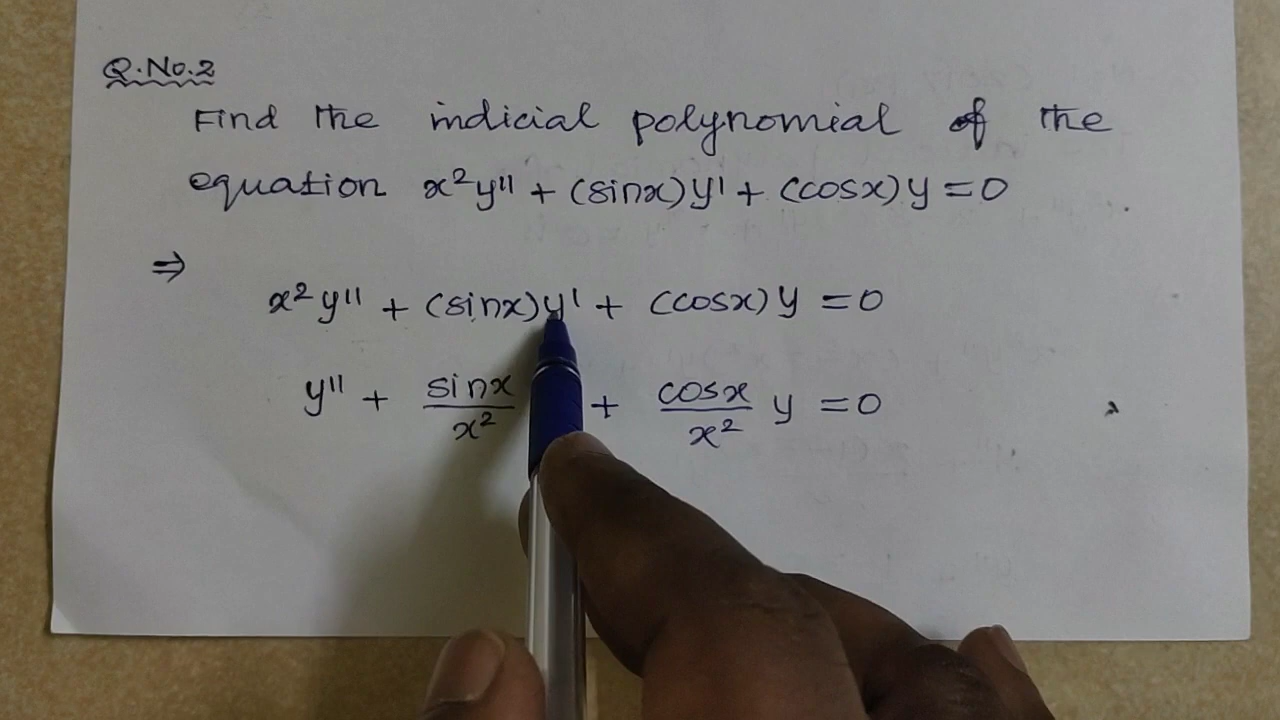 Q.No.2
Find the indicial polynomial of the
equation x²y'' + (sinx)y' + (cosx)y = 0
⇒
x²y'' + (sinx)y' + (cosx)y = 0
y'' + sinx/x² + cosx/x² y = 0